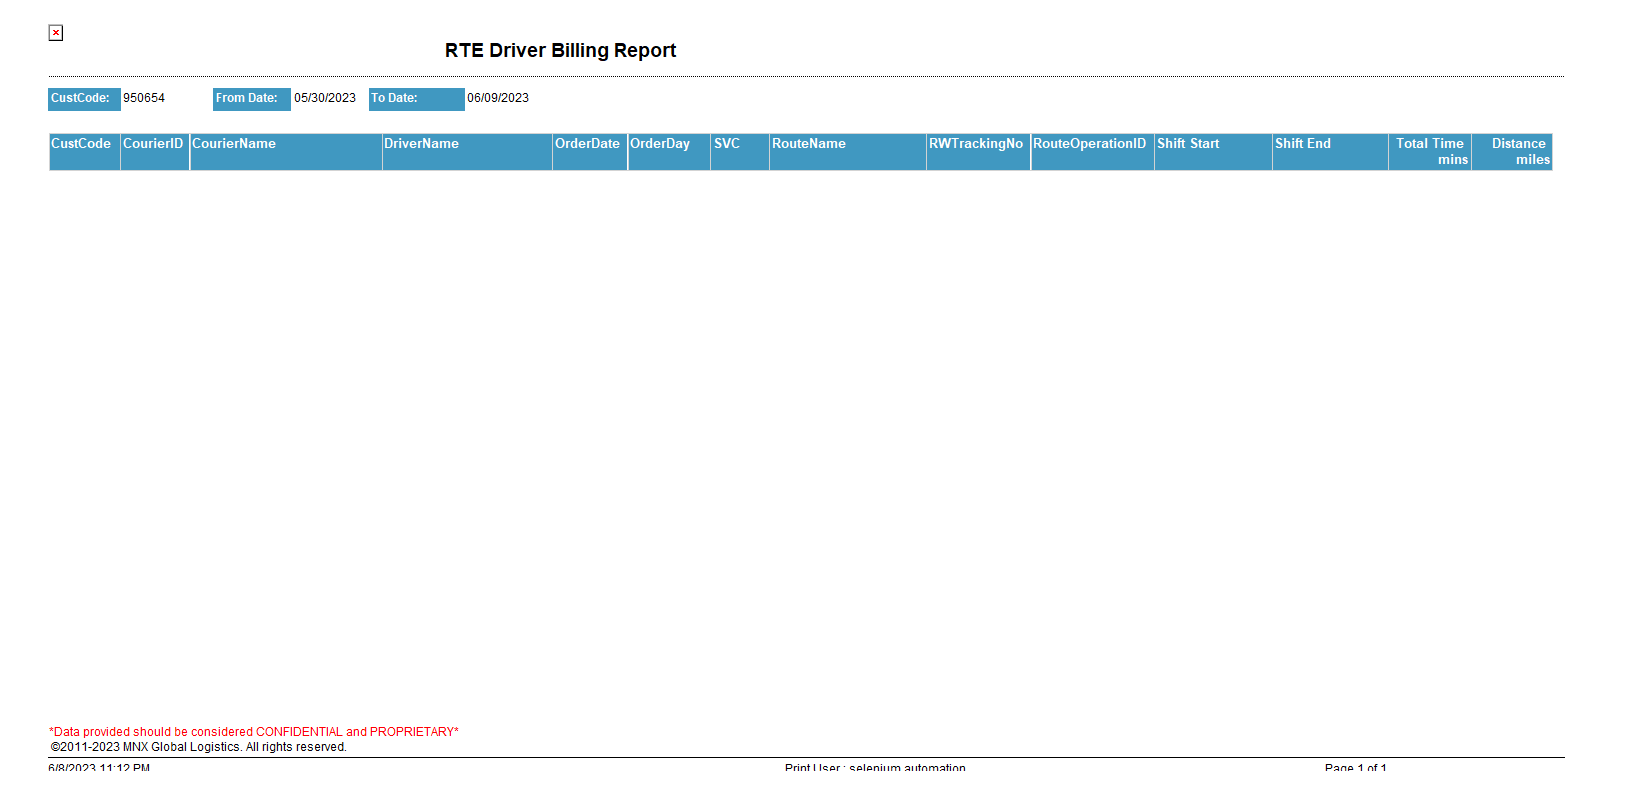 RTE Driver Billing Report
CustCode: 950654 From Date: 05/30/2023 To Date: 06/09/2023
CustCode CourierID CourierName DriverName OrderDate OrderDay SVC RouteName RWTrackingNo RouteOperationID Shift Start Shift End Total Time Distance
mins miles
*Data provided should be considered CONFIDENTIAL and PROPRIETARY*
©2011-2023 MNX Global Logistics. All rights reserved.
6/8/2023 11:12 PM Print User : selenium automation Page 1 of 1